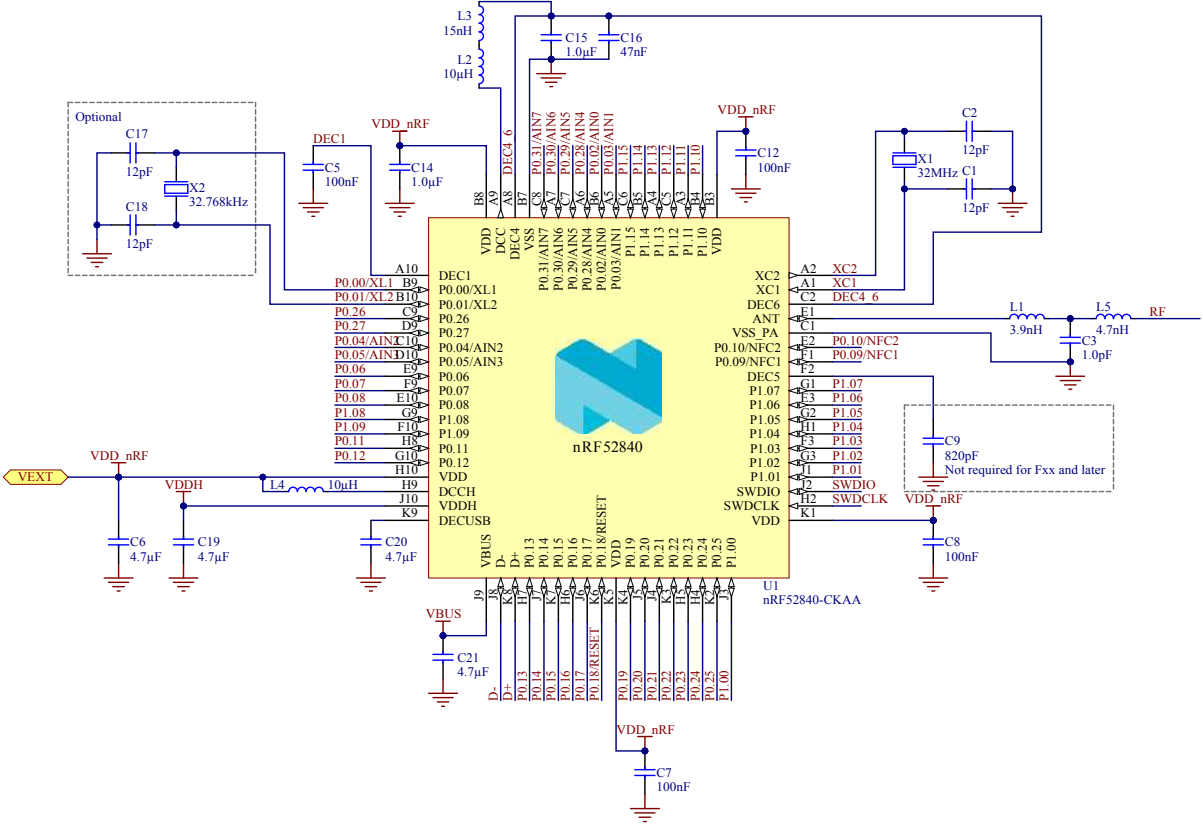 L3
15nH
L2
10µH
C15
1.0µF
C16
47nF
Optional
C17
12pF
X2
32.768kHz
C18
12pF
DEC1
C5
100nF
VDD_nRF
C14
1.0µF
DEC4_6
P0.31/AIN7
P0.30/AIN6
P0.29/AIN5
P0.28/AIN4
P0.02/AIN0
P0.03/AIN1
P1.15
P1.14
P1.13
P1.12
P1.11
P1.10
VDD_nRF
C12
100nF
C2
12pF
X1
32MHz
C1
12pF
B8
A9
A8
B7
C8
A7
C7
A6
B6
A5
C6
B5
A4
C5
A3
B4
B3
VDD
DCC
DEC4
VSS
P0.31/AIN7
P0.30/AIN6
P0.29/AIN5
P0.28/AIN4
P0.02/AIN0
P0.03/AIN1
P1.15
P1.14
P1.13
P1.12
P1.11
P1.10
VDD
A10 DEC1
P0.00/XL1 B9 P0.00/XL1
P0.01/XL2 B10 P0.01/XL2
P0.26 C9 P0.26
P0.27 D9 P0.27
P0.04/AIN2 C10 P0.04/AIN2
P0.05/AIN3 D10 P0.05/AIN3
P0.06 E9 P0.06
P0.07 F9 P0.07
P0.08 E10 P0.08
P1.08 G9 P1.08
P1.09 F10 P1.09
P0.11 H8 P0.11
P0.12 G10 P0.12
H10 VDD
H9 DCCH
J10 VDDH
K9 DECUSB
XC2 A2 XC2
XC1 A1 XC1
DEC6 C2 DEC4_6
ANT E1
VSS_PA C1
P0.10/NFC2 E2 P0.10/NFC2
P0.09/NFC1 F1 P0.09/NFC1
DEC5 F2
P1.07 G1 P1.07
P1.06 E3 P1.06
P1.05 G2 P1.05
P1.04 H1 P1.04
P1.03 F3 P1.03
P1.02 G3 P1.02
P1.01 J1 P1.01
SWDIO J2 SWDIO
SWDCLK H2 SWDCLK
VDD K1
L1
3.9nH
L5
4.7nH
RF
C3
1.0pF
C9
820pF
Not required for Fxx and later
VDD_nRF
C8
100nF
nRF52840
VEXT
VDD_nRF
VDDH
L4 10µH
C6
4.7µF
C19
4.7µF
C20
4.7µF
VBUS
D-
D+
P0.13
P0.14
P0.15
P0.16
P0.17
P0.18/RESET
VDD
P0.19
P0.20
P0.21
P0.22
P0.23
P0.24
P0.25
P1.00
U1
nRF52840-CKAA
J9
J8
K8
H7
J7
K7
H6
J6
K6
K5
K4
J5
J4
K3
H5
H4
K2
J3
VBUS
C21
4.7µF
D-
D+
P0.13
P0.14
P0.15
P0.16
P0.17
P0.18/RESET
P0.19
P0.20
P0.21
P0.22
P0.23
P0.24
P0.25
P1.00
VDD_nRF
C7
100nF